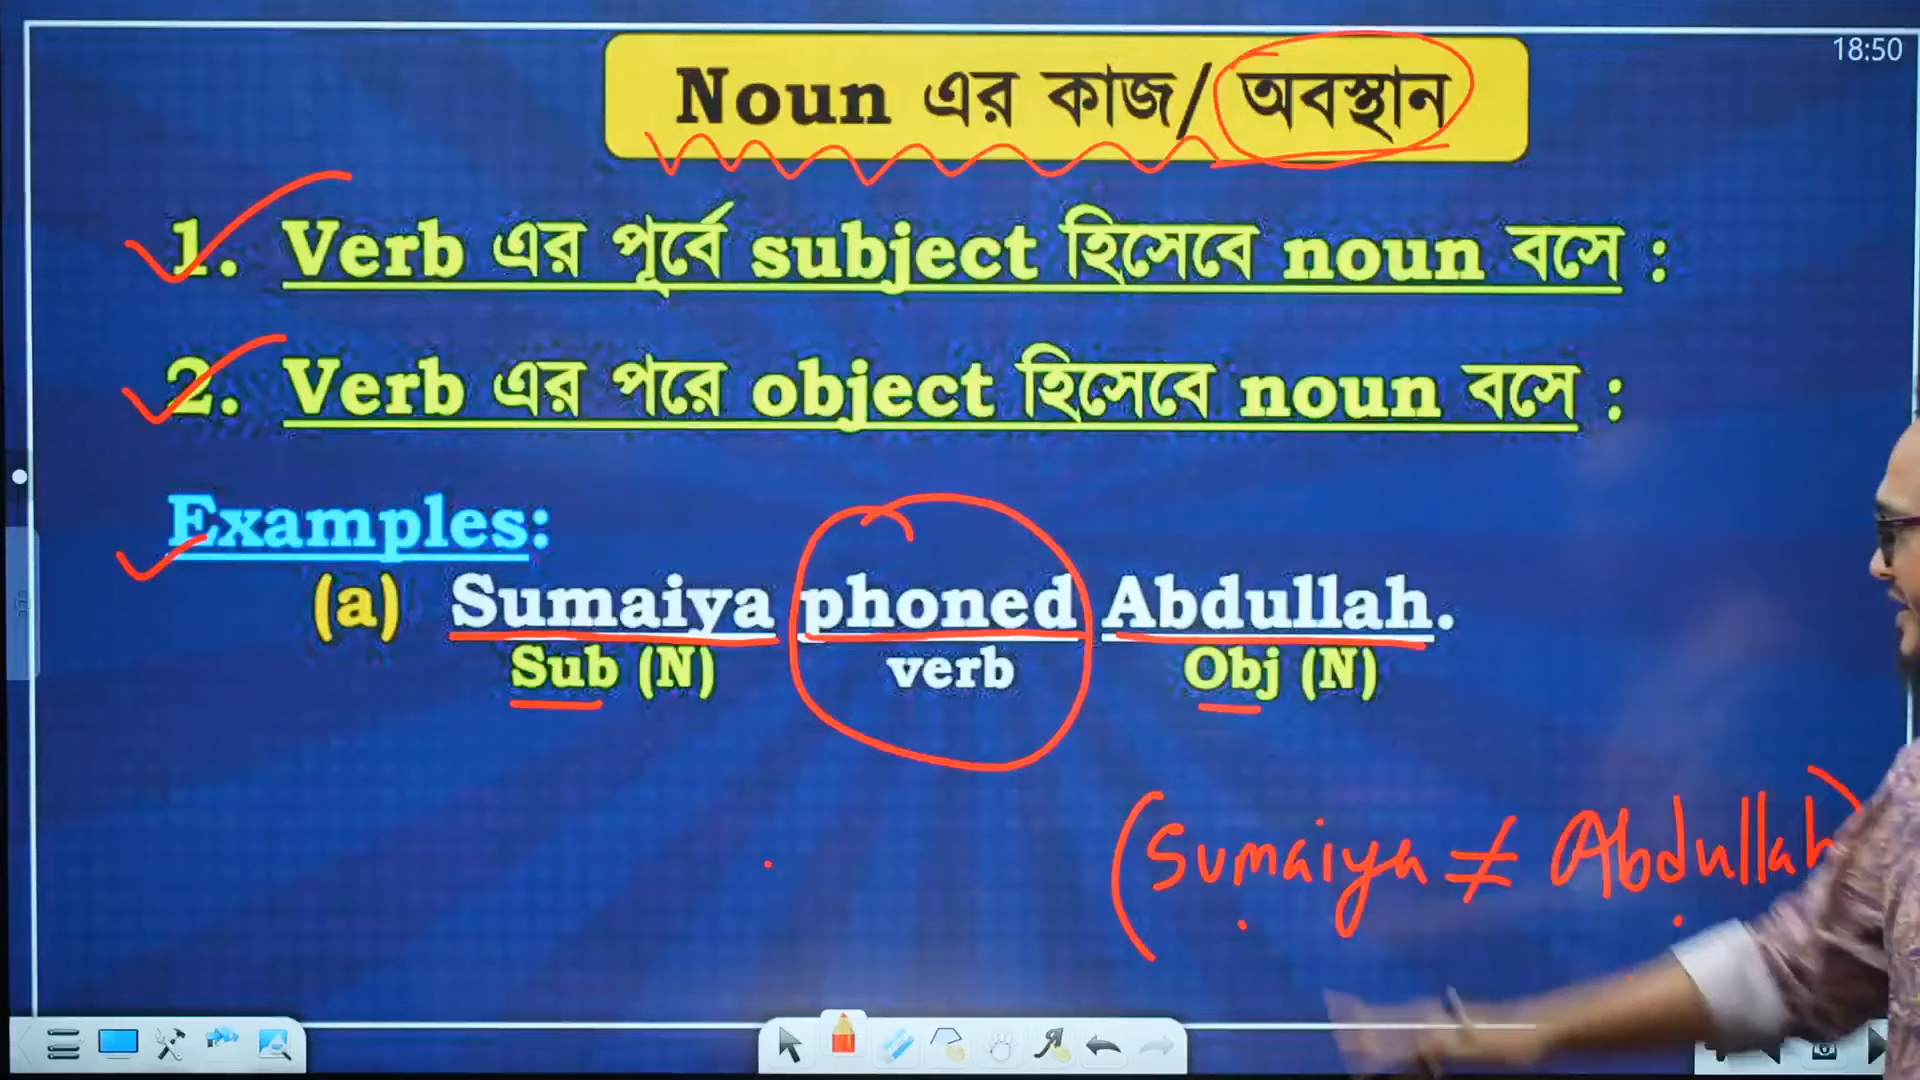 18:50
Noun এর কাজ/ অবস্থান
1. Verb এর পূর্বে subject হিসেবে noun বসে :
2. Verb এর পরে object হিসেবে noun বসে :
Examples:
(a) Sumaiya phoned Abdullah.
Sub (N) verb Obj (N)
(Sumaiya ≠ Abdullah)